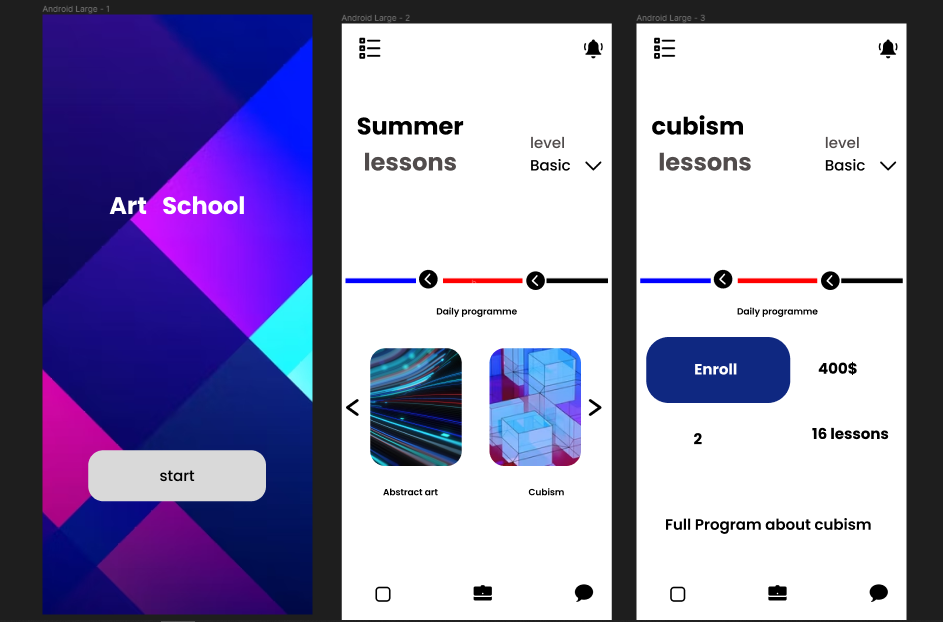 Android Large - 1
Art School
start
Android Large - 2
Summer
lessons
level
Basic
Daily programme
Abstract art
Cubism
Android Large - 3
cubism
lessons
level
Basic
Daily programme
Enroll
400$
2
16 lessons
Full Program about cubism